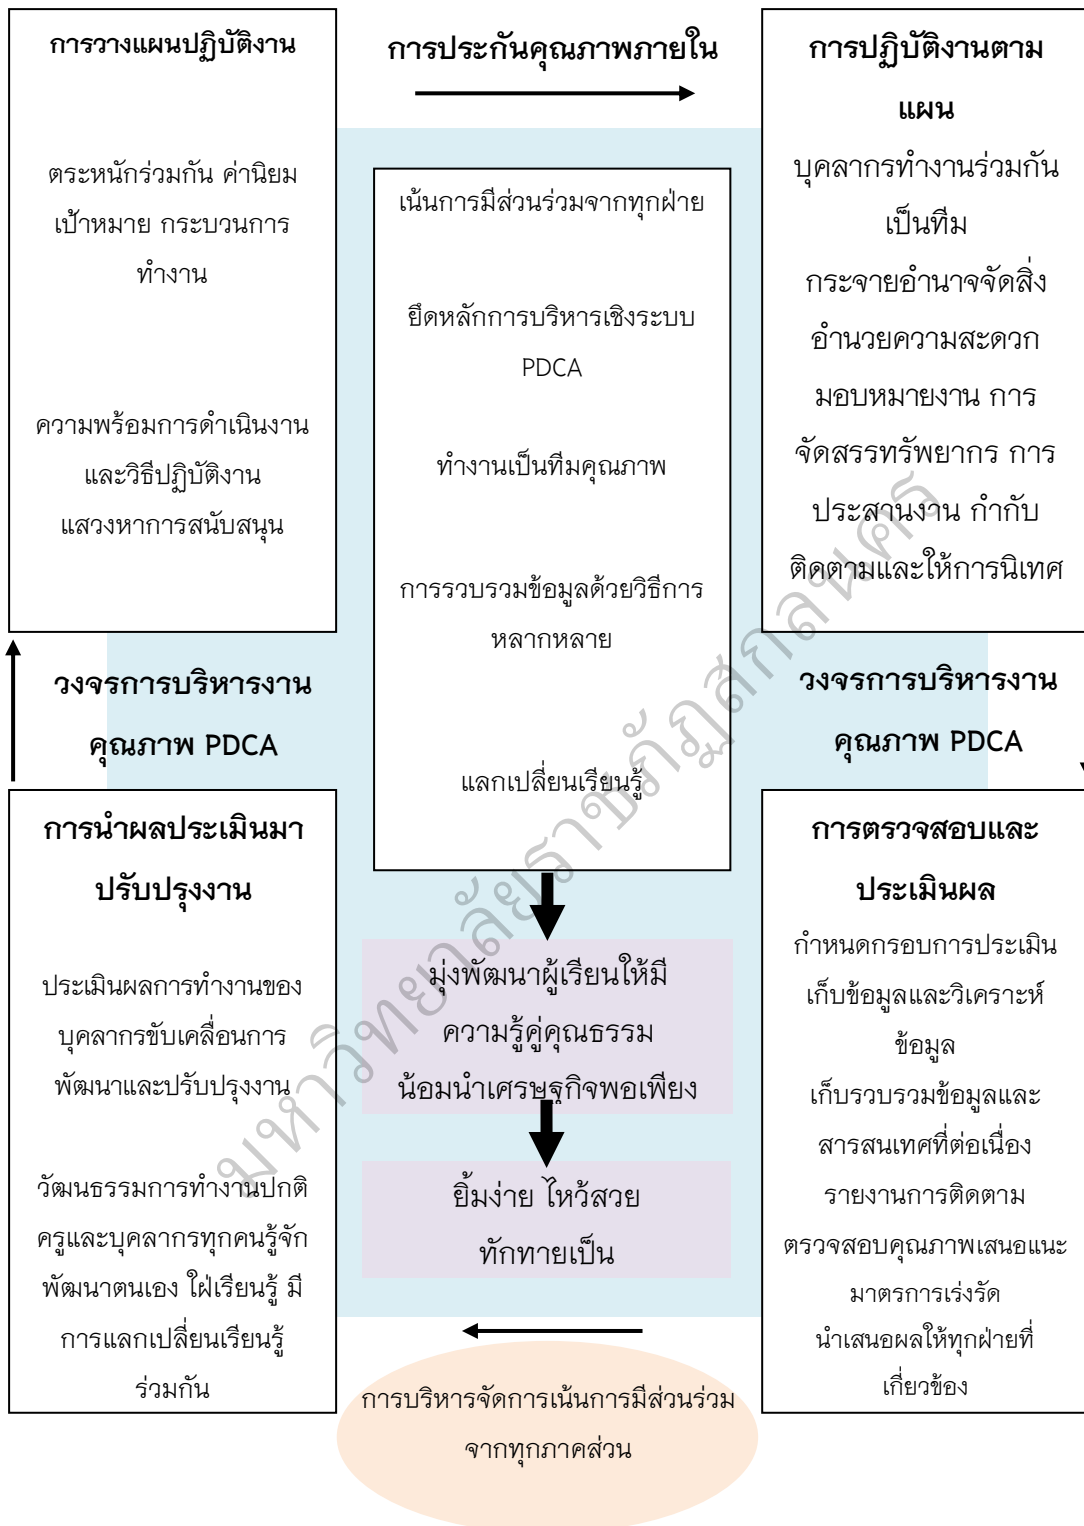 การวางแผนปฏิบัติงาน
ตระหนักร่วมกัน ค่านิยม
เป้าหมาย กระบวนการ
ทำงาน
ความพร้อมการดำเนินงาน
และวิธีปฏิบัติงาน
แสวงหาการสนับสนุน
การประกันคุณภาพภายใน
เน้นการมีส่วนร่วมจากทุกฝ่าย
ยึดหลักการบริหารเชิงระบบ
PDCA
ทำงานเป็นทีมคุณภาพ
การรวบรวมข้อมูลด้วยวิธีการ
หลากหลาย
แลกเปลี่ยนเรียนรู้
การปฏิบัติงานตาม
แผน
บุคลากรทำงานร่วมกัน
เป็นทีม
กระจายอำนาจจัดสิ่ง
อำนวยความสะดวก
มอบหมายงาน การ
จัดสรรทรัพยากร การ
ประสานงาน กำกับ
ติดตามและให้การนิเทศ
วงจรการบริหารงาน
คุณภาพ PDCA
วงจรการบริหารงาน
คุณภาพ PDCA
การนำผลประเมินมา
ปรับปรุงงาน
ประเมินผลการทำงานของ
บุคลากรขับเคลื่อนการ
พัฒนาและปรับปรุงงาน
วัฒนธรรมการทำงานปกติ
ครูและบุคลากรทุกคนรู้จัก
พัฒนาตนเอง ใฝ่เรียนรู้ มี
การแลกเปลี่ยนเรียนรู้
ร่วมกัน
มุ่งพัฒนาผู้เรียนให้มี
ความรู้คู่คุณธรรม
น้อมนำเศรษฐกิจพอเพียง
ยิ้มง่าย ไหว้สวย
ทักทายเป็น
การตรวจสอบและ
ประเมินผล
กำหนดกรอบการประเมิน
เก็บข้อมูลและวิเคราะห์
ข้อมูล
เก็บรวบรวมข้อมูลและ
สารสนเทศที่ต่อเนื่อง
รายงานการติดตาม
ตรวจสอบคุณภาพเสนอแนะ
มาตรการเร่งรัด
นำเสนอผลให้ทุกฝ่ายที่
เกี่ยวข้อง
การบริหารจัดการเน้นการมีส่วนร่วม
จากทุกภาคส่วน
มหาวิทยาลัยราชภัฏสกลนคร